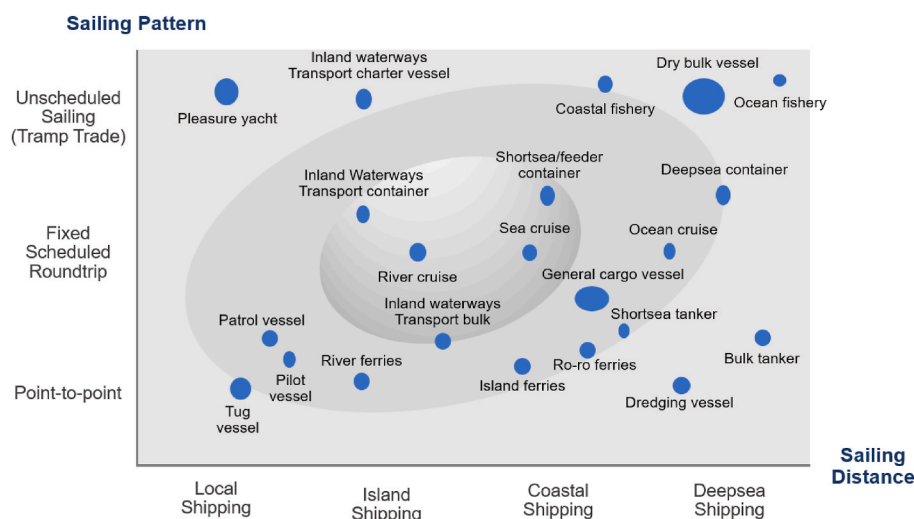 Sailing Pattern
Unscheduled
Sailing
(Tramp Trade)
Fixed
Scheduled
Roundtrip
Point-to-point
Inland waterways
Transport charter vessel
Pleasure yacht
Coastal fishery
Dry bulk vessel
Ocean fishery
Inland Waterways
Transport container
Shortsea/feeder
container
Deepsea container
River cruise
Sea cruise
Ocean cruise
General cargo vessel
Inland waterways
Transport bulk
Shortsea tanker
Patrol vessel
Pilot
vessel
River ferries
Island ferries
Ro-ro ferries
Bulk tanker
Tug
vessel
Dredging vessel
Sailing
Distance
Local
Shipping
Island
Shipping
Coastal
Shipping
Deepsea
Shipping